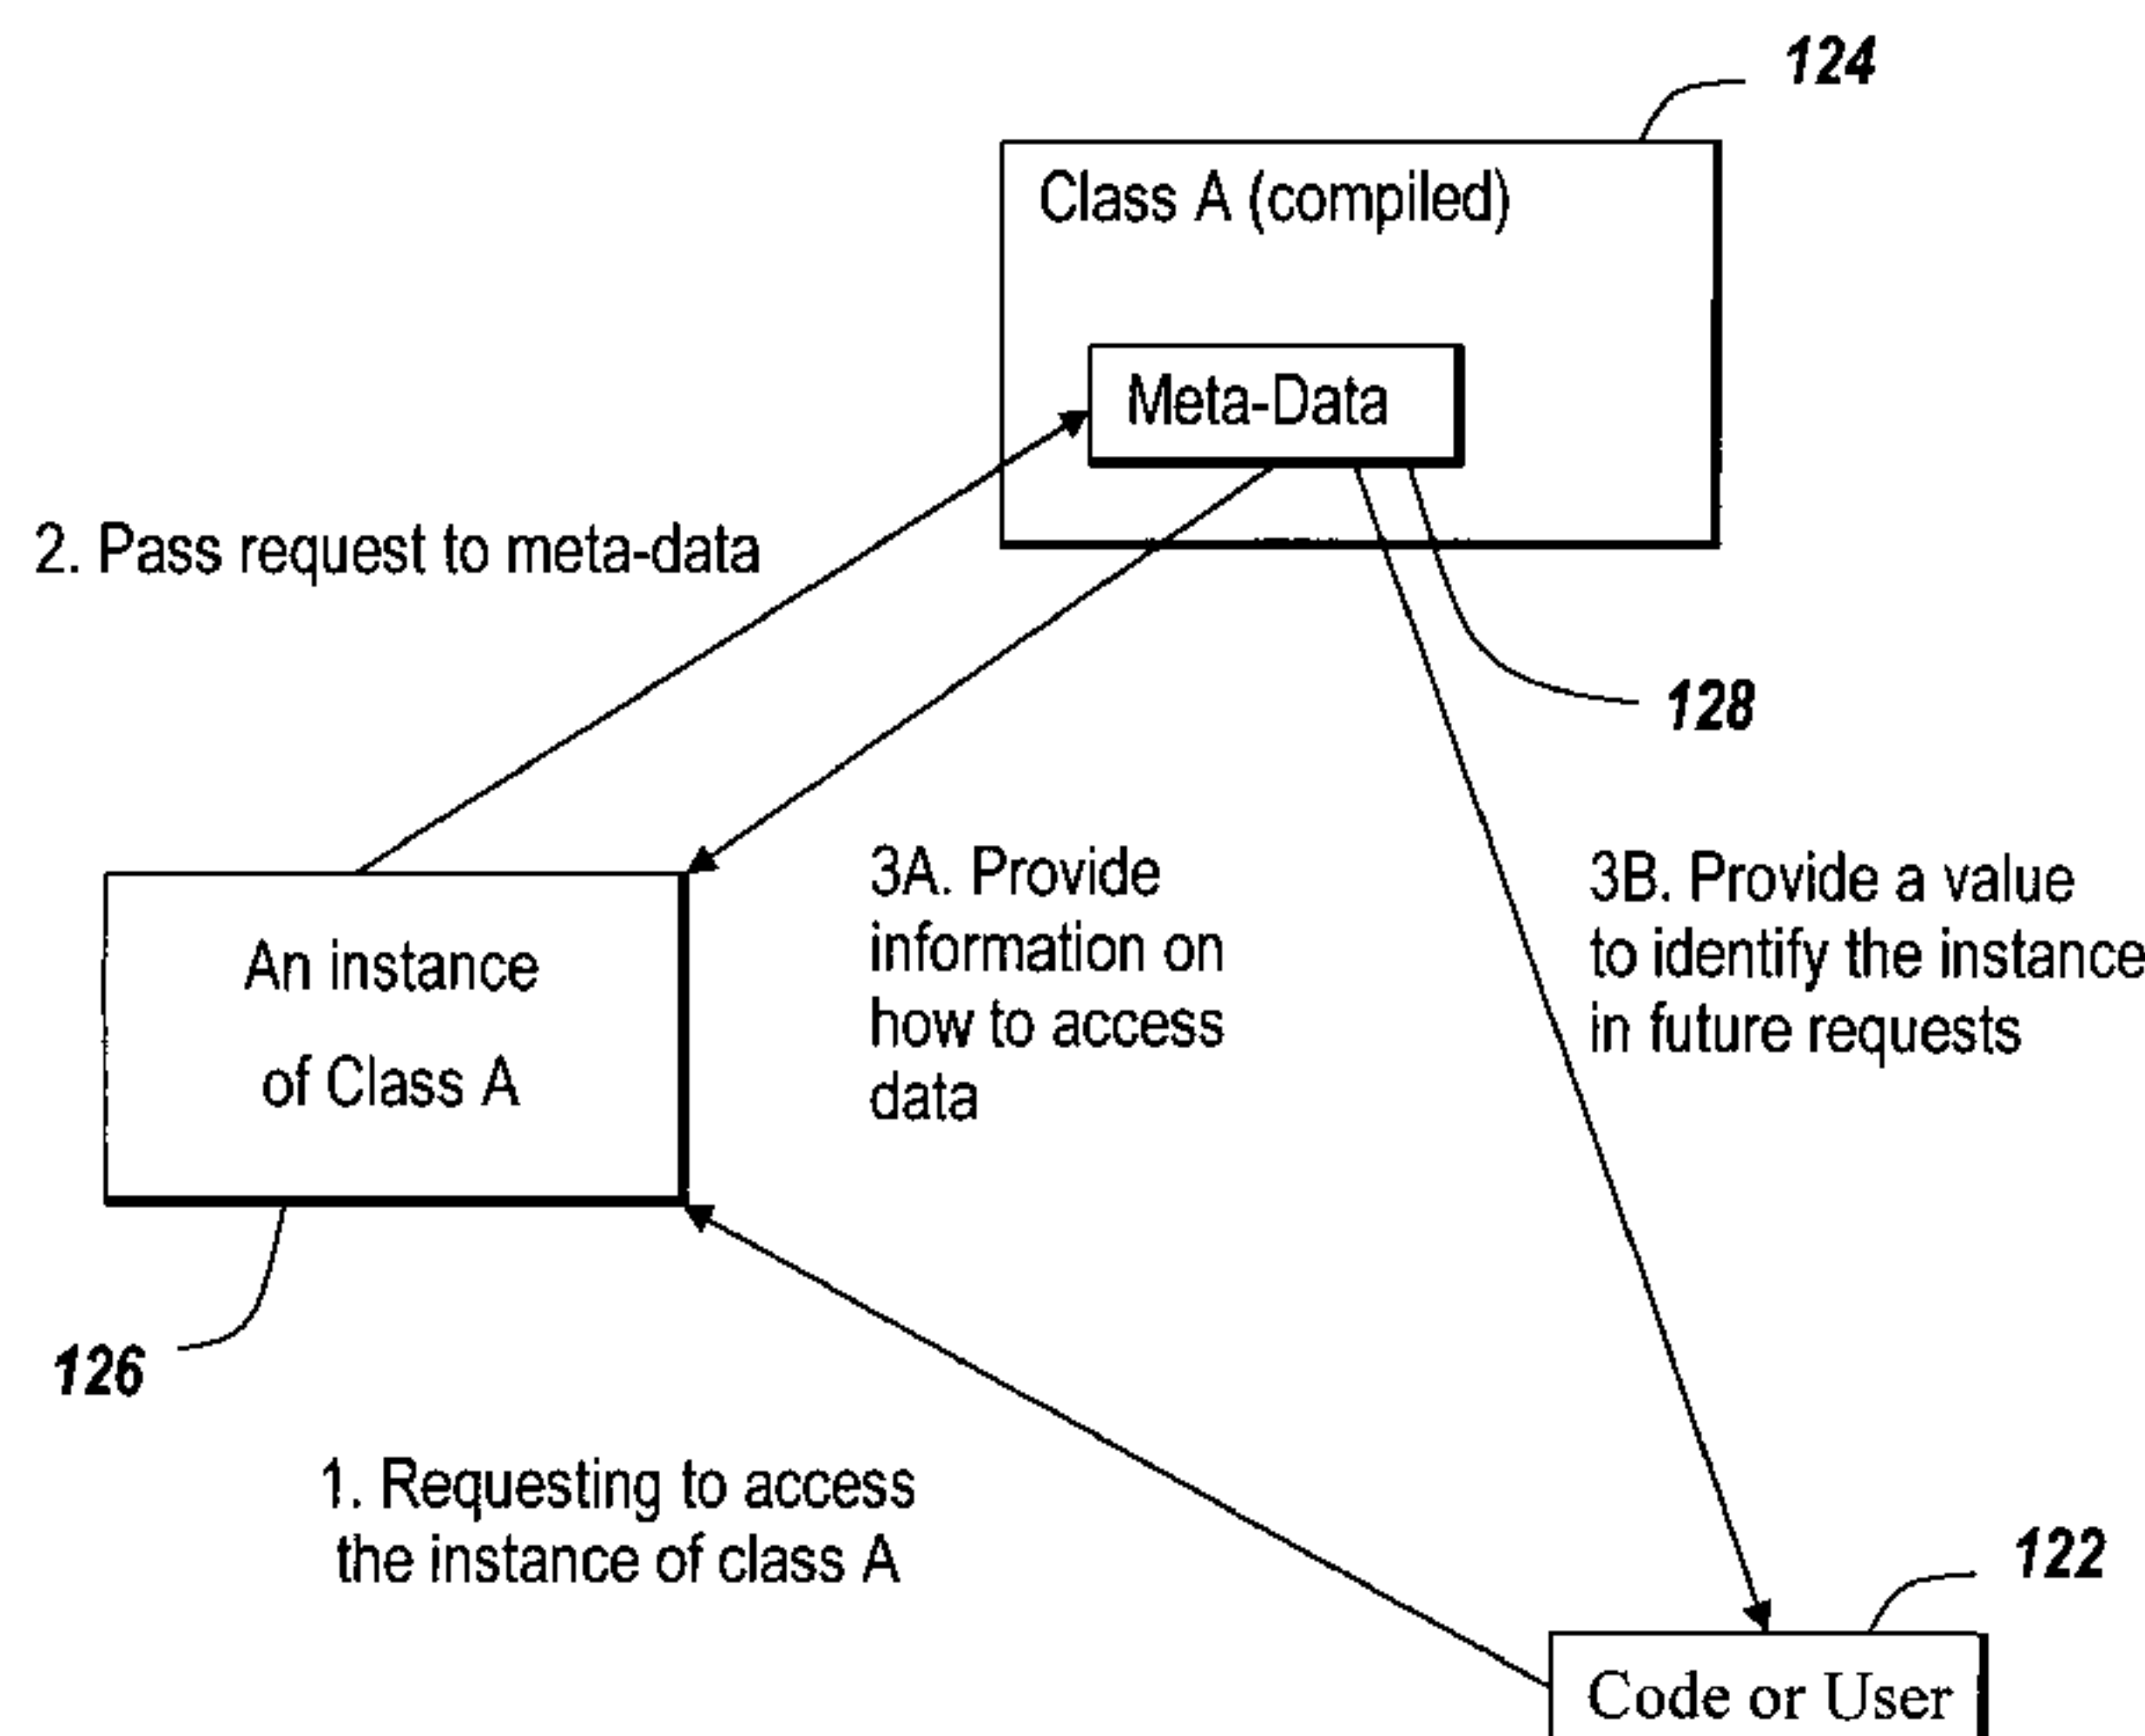 124
Class A (compiled)
Meta-Data
2. Pass request to meta-data
128
3A. Provide
information on
how to access
data
3B. Provide a value
to identify the instance
in future requests
An instance
of Class A
126
1. Requesting to access
the instance of class A
122
Code or User